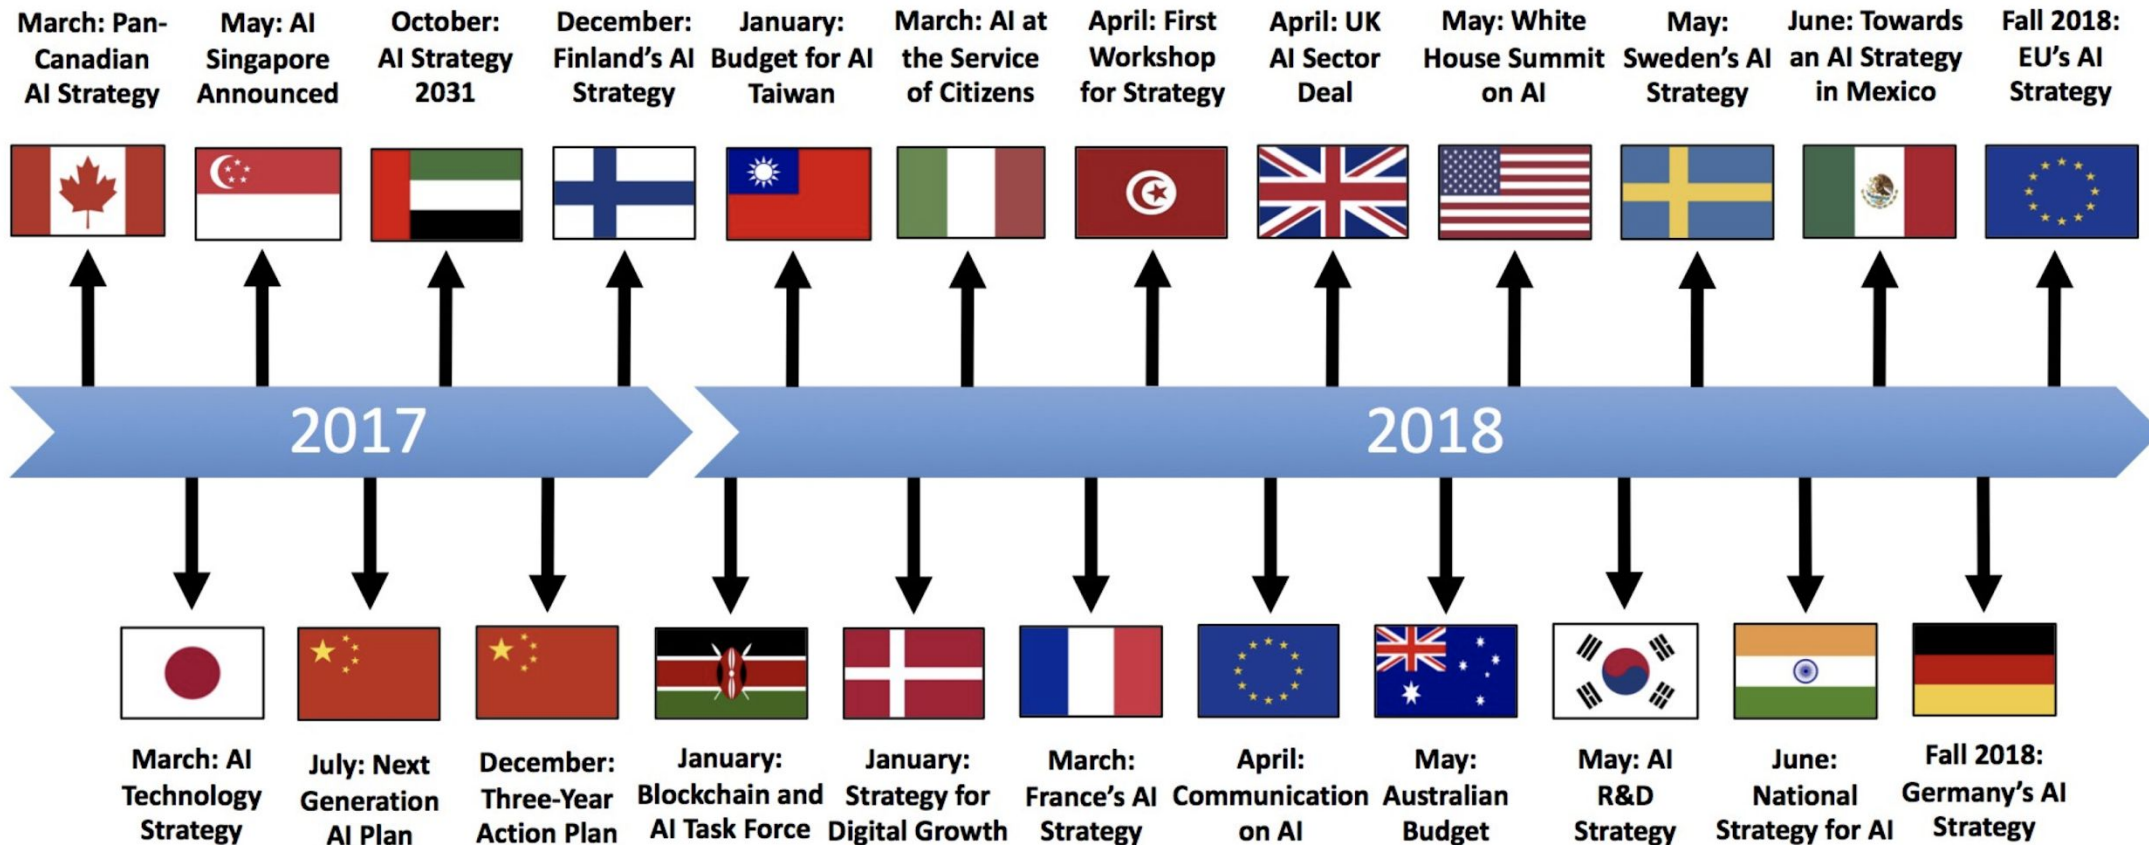 March: Pan-
Canadian
AI Strategy
May: AI
Singapore
Announced
October:
AI Strategy
2031
December:
Finland’s AI
Strategy
January:
Budget for AI
Taiwan
March: AI at
the Service
of Citizens
April: First
Workshop
for Strategy
April: UK
AI Sector
Deal
May: White
House Summit
on AI
May:
Sweden’s AI
Strategy
June: Towards
an AI Strategy
in Mexico
Fall 2018:
EU’s AI
Strategy
2017
2018
March: AI
Technology
Strategy
July: Next
Generation
AI Plan
December:
Three-Year
Action Plan
January:
Blockchain and
AI Task Force
January:
Strategy for
Digital Growth
March:
France’s AI
Strategy
April:
Communication
on AI
May:
Australian
Budget
May: AI
R&D
Strategy
June:
National
Strategy for AI
Fall 2018:
Germany’s AI
Strategy